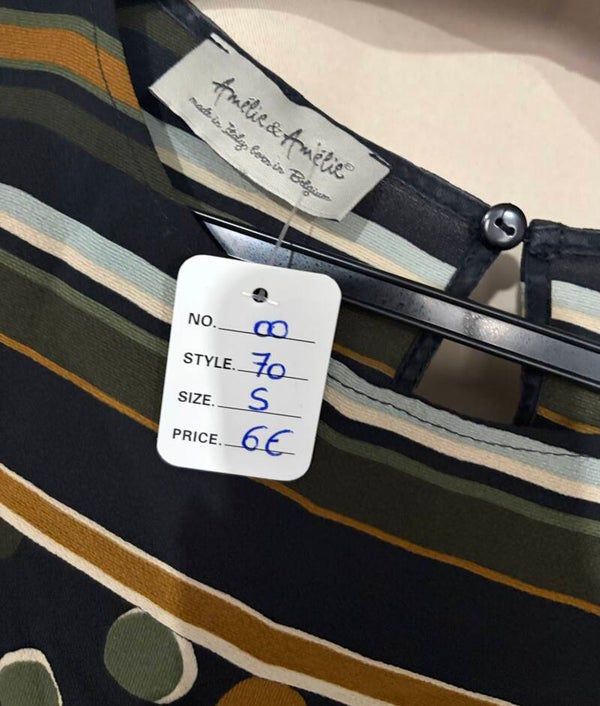 Amélie & Amélie
made in Italy, born in Belgium
NO. 00
STYLE. 70
SIZE. S
PRICE. 6€